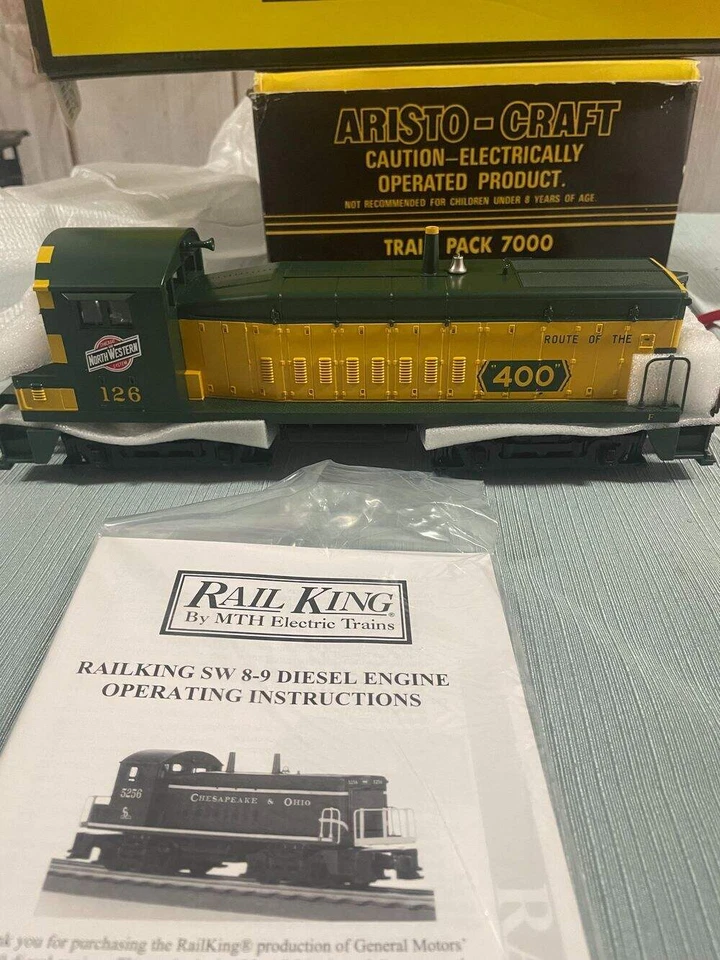 ARISTO-CRAFT
CAUTION-ELECTRICALLY
OPERATED PRODUCT.
NOT RECOMMENDED FOR CHILDREN UNDER 8 YEARS OF AGE.
PACK 7000
ROUTE OF THE
"400"
NORTH WESTERN
126
F
RAIL KING®
By MTH Electric Trains
RAILKING SW 8-9 DIESEL ENGINE
OPERATING INSTRUCTIONS
5256
CHESAPEAKE & OHIO
you for purchasing the RailKing® production of General Motors'